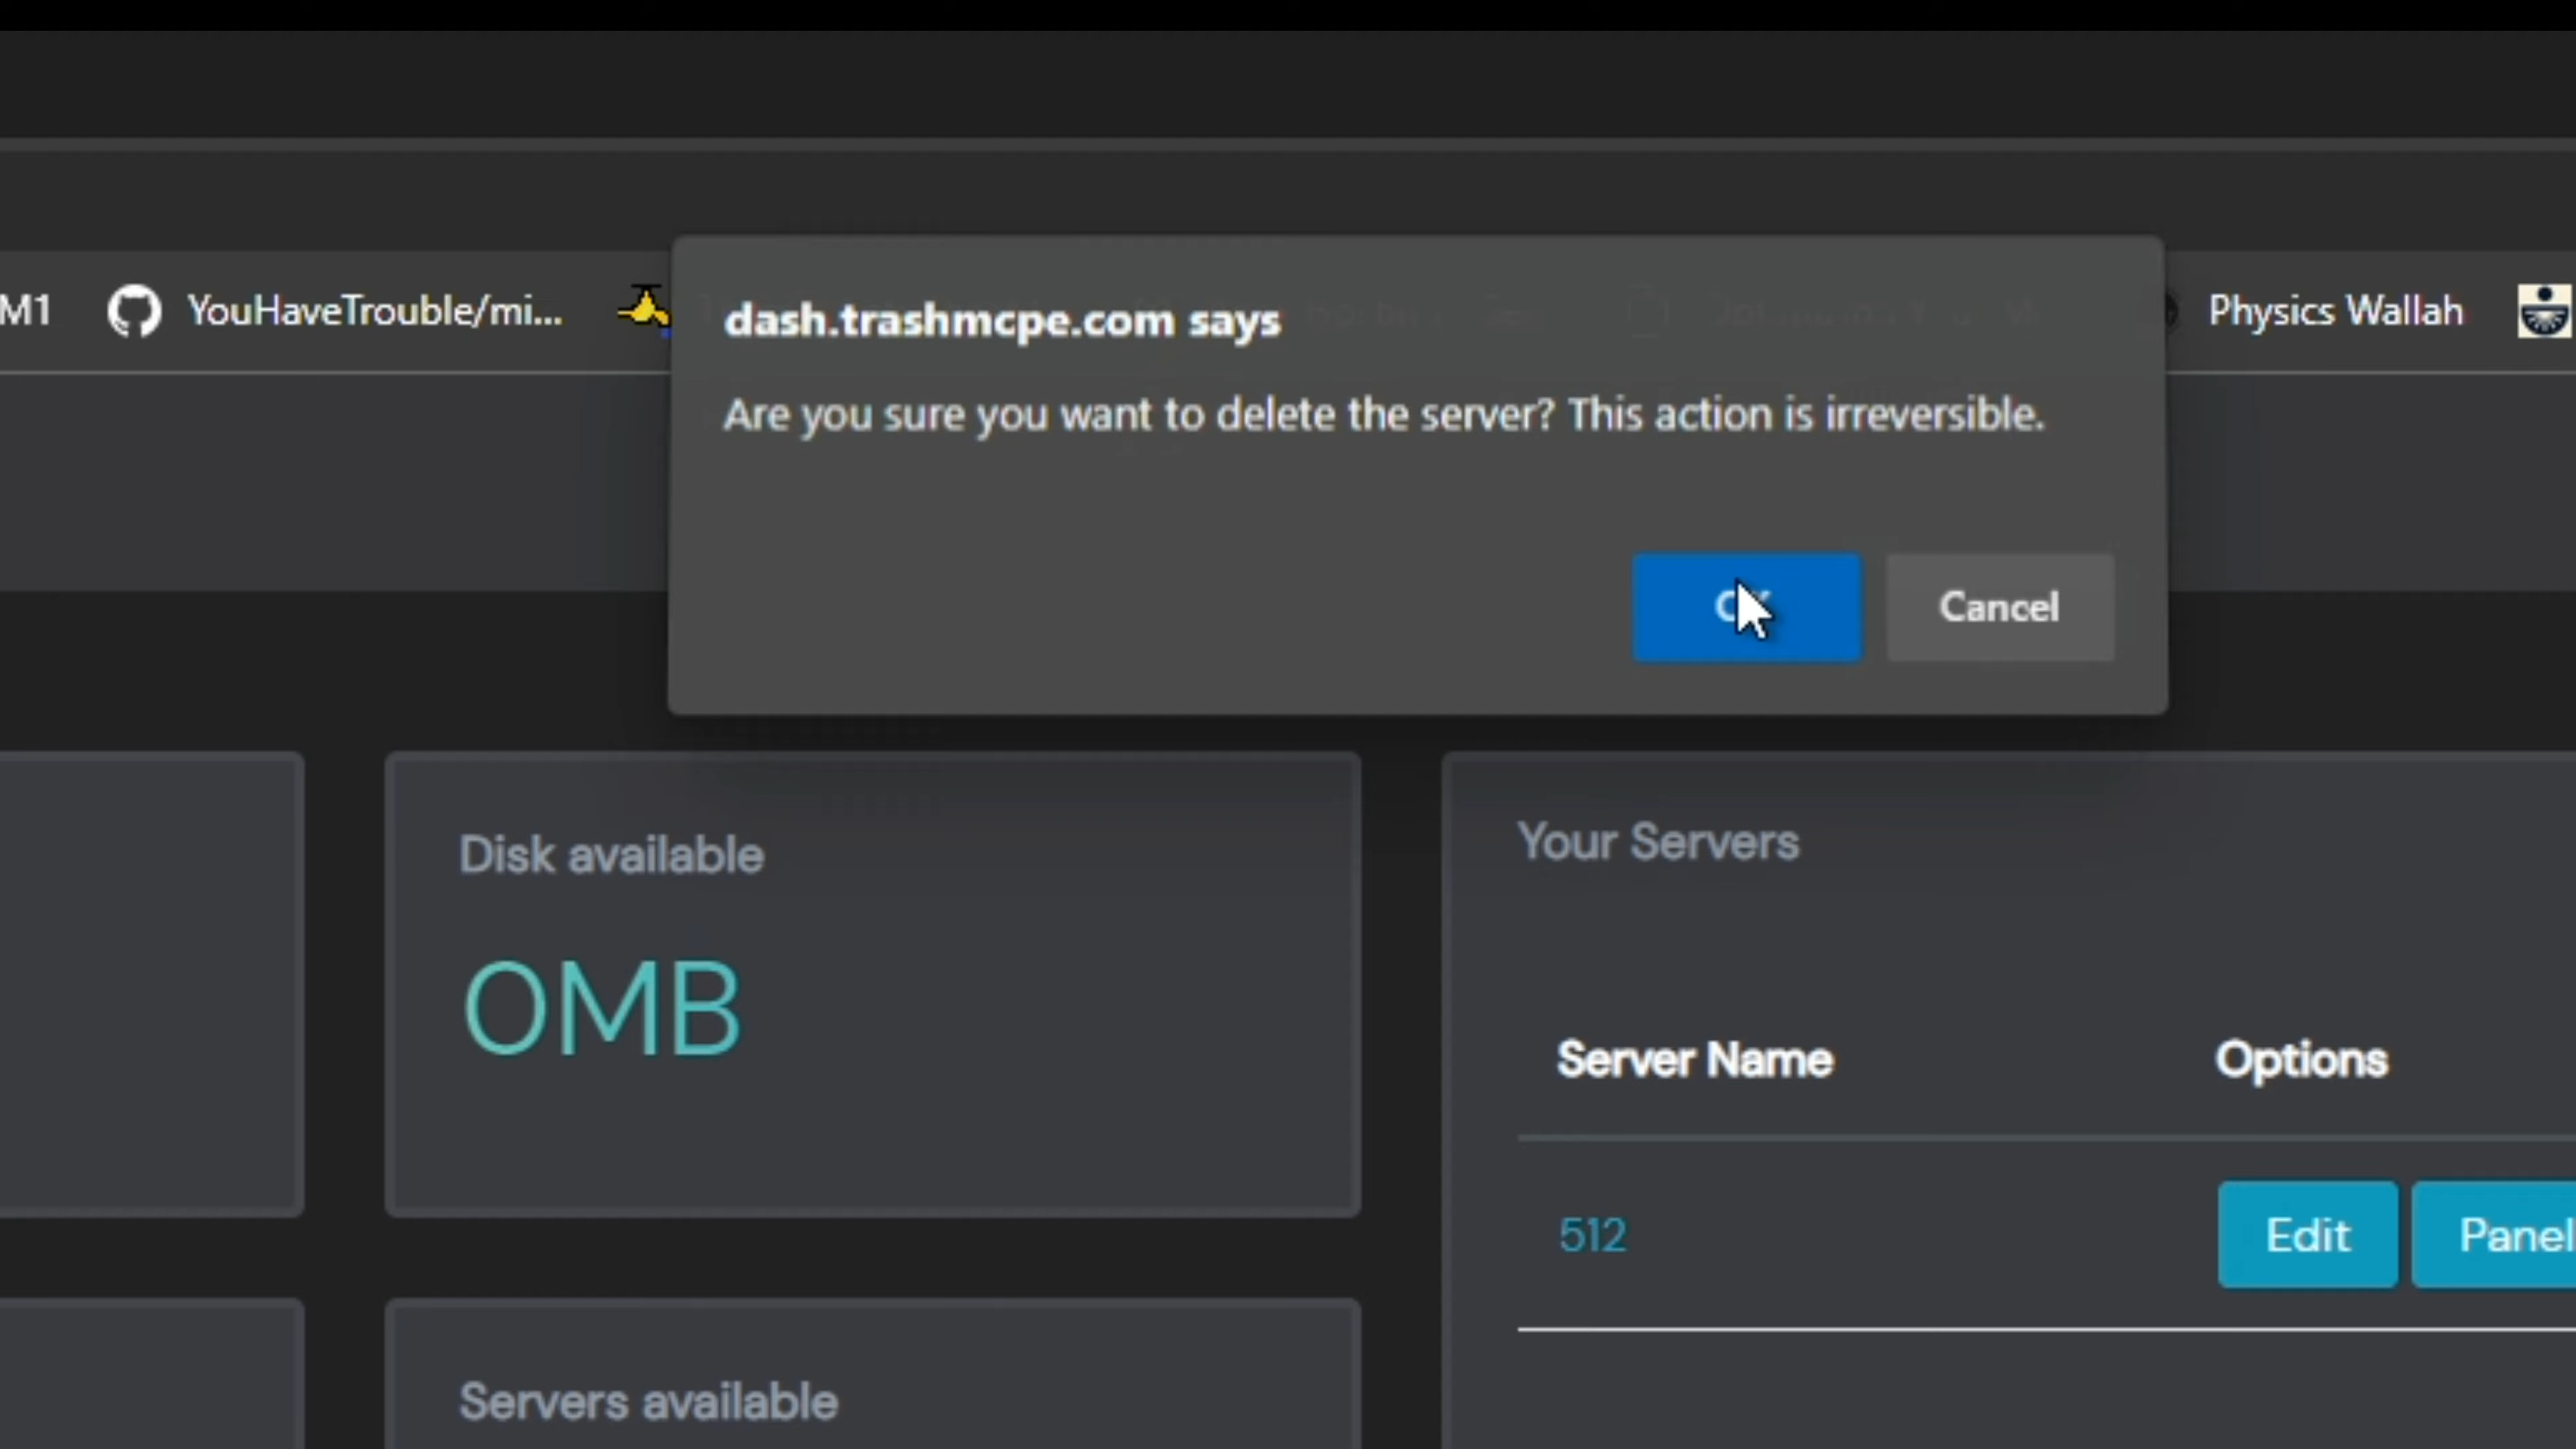 M1
YouHaveTrouble/mi...
Physics Wallah
dash.trashmcpe.com says
Are you sure you want to delete the server? This action is irreversible.
Cancel
Disk available
0MB
Your Servers
Server Name
Options
512
Edit
Panel
Servers available